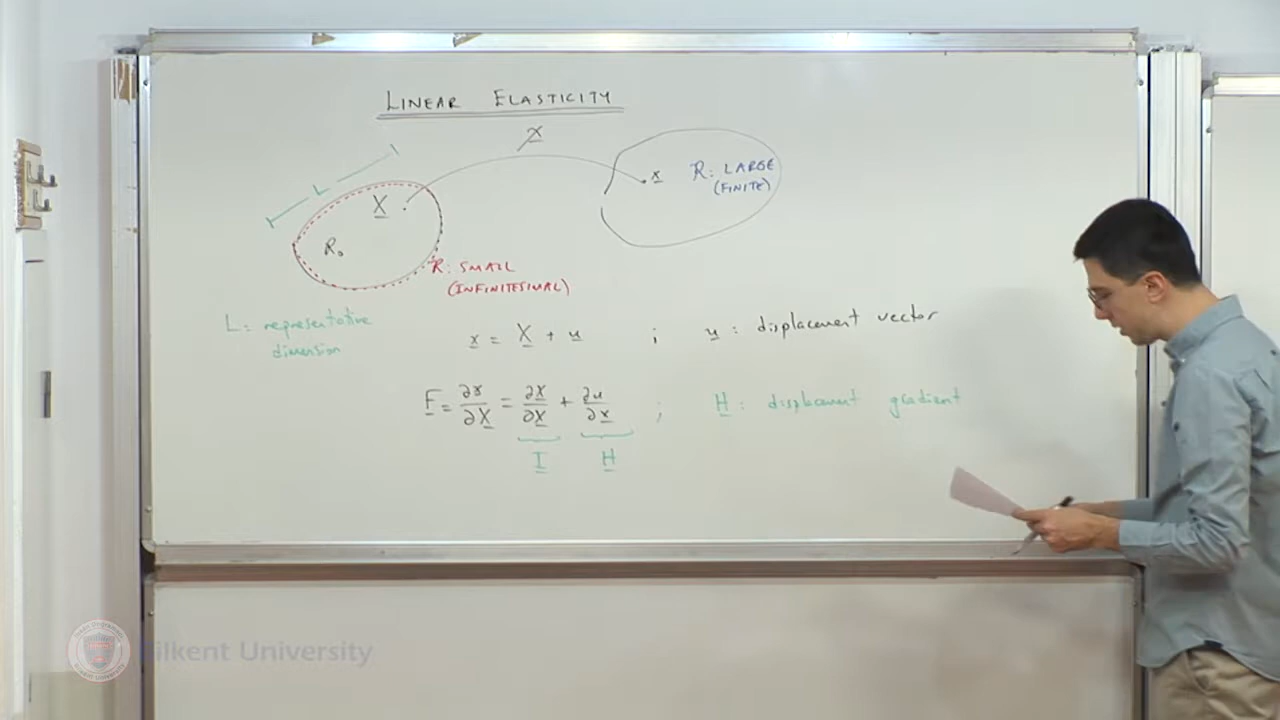 LINEAR ELASTICITY
χ
L
X
R₀
x
R: LARGE
(FINITE)
R: SMALL
(INFINITESIMAL)
L: representative
dimension
x = X + u ; u : displacement vector
F = ∂x/∂X = ∂X/∂X + ∂u/∂x ; H : displacement gradient
I H
Bilkent University